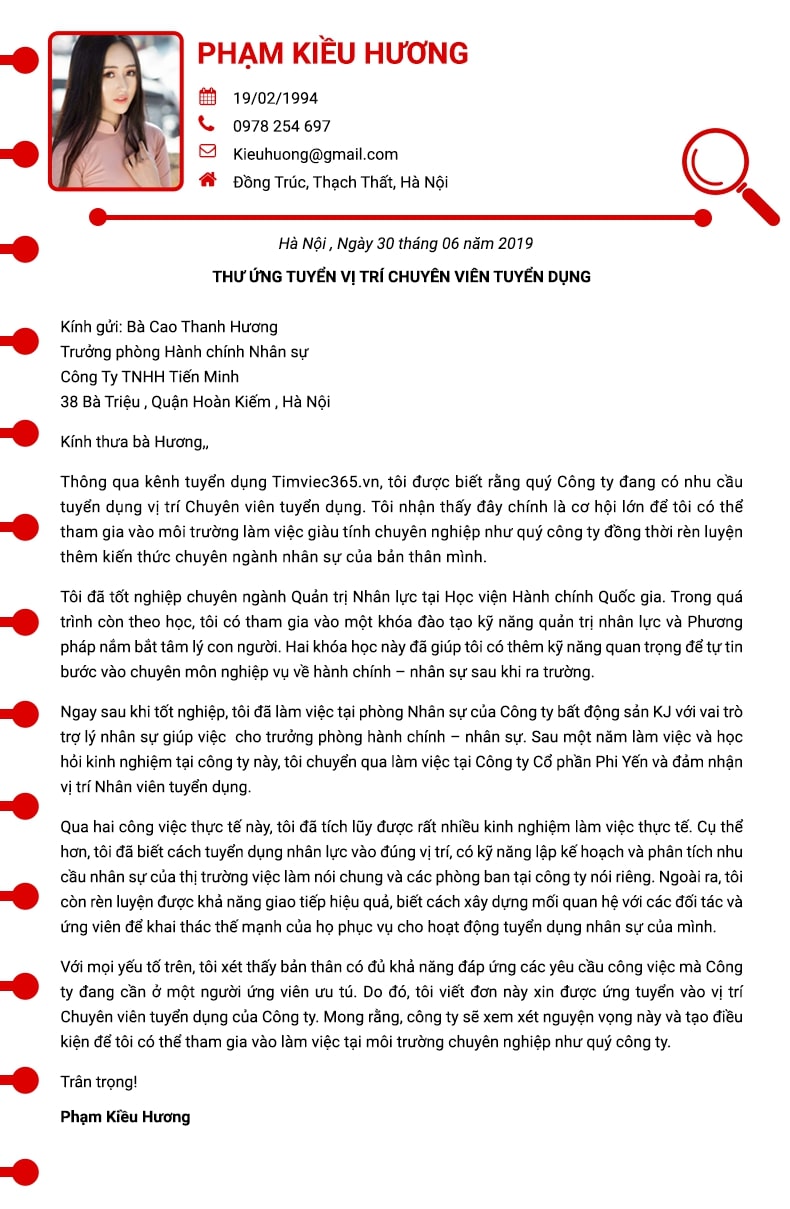 PHẠM KIỀU HƯƠNG
19/02/1994
0978 254 697
Kieuhuong@gmail.com
Đồng Trúc, Thạch Thất, Hà Nội
Hà Nội , Ngày 30 tháng 06 năm 2019
THƯ ỨNG TUYỂN VỊ TRÍ CHUYÊN VIÊN TUYỂN DỤNG
Kính gửi: Bà Cao Thanh Hương
Trưởng phòng Hành chính Nhân sự
Công Ty TNHH Tiến Minh
38 Bà Triệu , Quận Hoàn Kiếm , Hà Nội
Kính thưa bà Hương,,
Thông qua kênh tuyển dụng Timviec365.vn, tôi được biết rằng quý Công ty đang có nhu cầu
tuyển dụng vị trí Chuyên viên tuyển dụng. Tôi nhận thấy đây chính là cơ hội lớn để tôi có thể
tham gia vào môi trường làm việc giàu tính chuyên nghiệp như quý công ty đồng thời rèn luyện
thêm kiến thức chuyên ngành nhân sự của bản thân mình.
Tôi đã tốt nghiệp chuyên ngành Quản trị Nhân lực tại Học viện Hành chính Quốc gia. Trong quá
trình còn theo học, tôi có tham gia vào một khóa đào tạo kỹ năng quản trị nhân lực và Phương
pháp nắm bắt tâm lý con người. Hai khóa học này đã giúp tôi có thêm kỹ năng quan trọng để tự tin
bước vào chuyên môn nghiệp vụ về hành chính – nhân sự sau khi ra trường.
Ngay sau khi tốt nghiệp, tôi đã làm việc tại phòng Nhân sự của Công ty bất động sản KJ với vai trò
trợ lý nhân sự giúp việc  cho trưởng phòng hành chính – nhân sự. Sau một năm làm việc và học
hỏi kinh nghiệm tại công ty này, tôi chuyển qua làm việc tại Công ty Cổ phần Phi Yến và đảm nhận
vị trí Nhân viên tuyển dụng.
Qua hai công việc thực tế này, tôi đã tích lũy được rất nhiều kinh nghiệm làm việc thực tế. Cụ thể
hơn, tôi đã biết cách tuyển dụng nhân lực vào đúng vị trí, có kỹ năng lập kế hoạch và phân tích nhu
cầu nhân sự của thị trường việc làm nói chung và các phòng ban tại công ty nói riêng. Ngoài ra, tôi
còn rèn luyện được khả năng giao tiếp hiệu quả, biết cách xây dựng mối quan hệ với các đối tác và
ứng viên để khai thác thế mạnh của họ phục vụ cho hoạt động tuyển dụng nhân sự của mình.
Với mọi yếu tố trên, tôi xét thấy bản thân có đủ khả năng đáp ứng các yêu cầu công việc mà Công
ty đang cần ở một người ứng viên ưu tú. Do đó, tôi viết đơn này xin được ứng tuyển vào vị trí
Chuyên viên tuyển dụng của Công ty. Mong rằng, công ty sẽ xem xét nguyện vọng này và tạo điều
kiện để tôi có thể tham gia vào làm việc tại môi trường chuyên nghiệp như quý công ty.
Trân trọng!
Phạm Kiều Hương